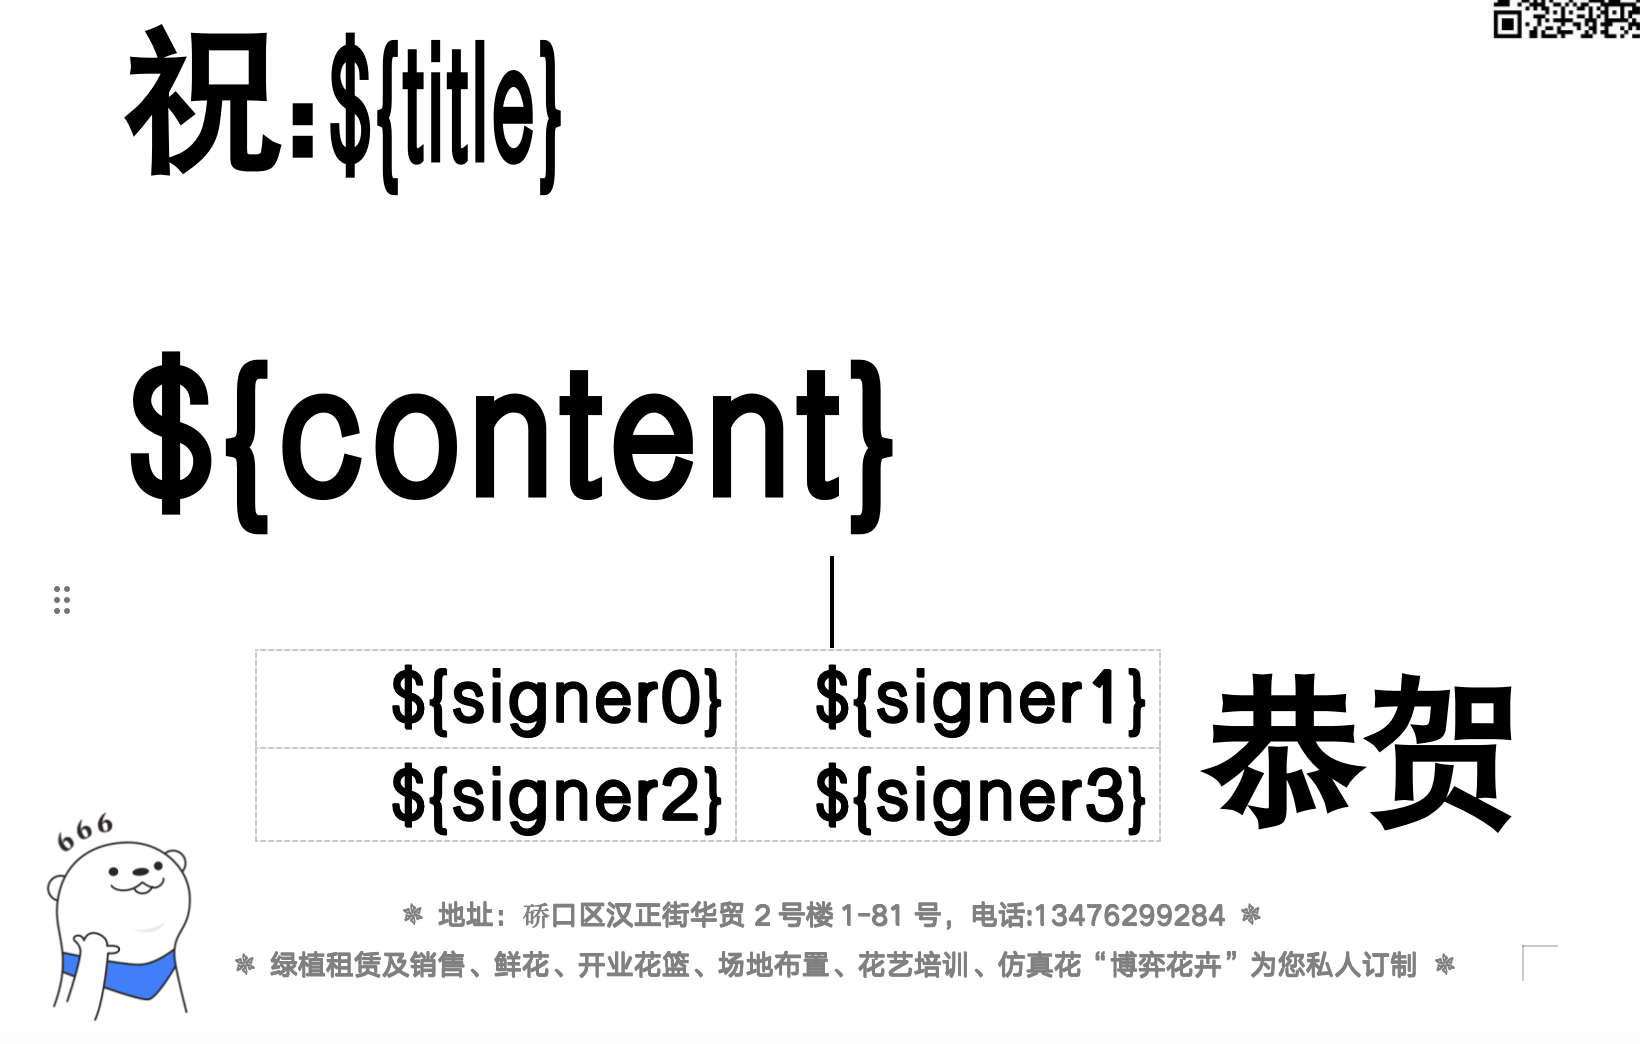 祝:${title}
${content}
${signer0} ${signer1}
${signer2} ${signer3}
恭贺
666
❀ 地址：硚口区汉正街华贸 2 号楼 1-81 号，电话:13476299284 ❀
❀ 绿植租赁及销售、鲜花、开业花篮、场地布置、花艺培训、仿真花“博弈花卉”为您私人订制 ❀